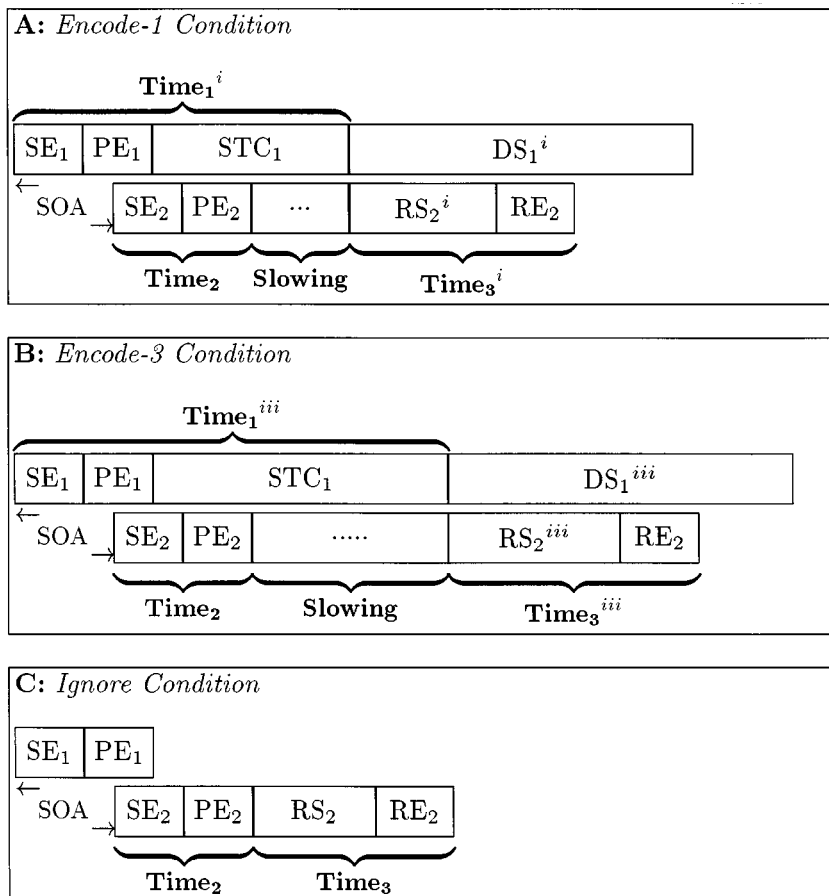 A: Encode-1 Condition
Time₁ⁱ
SE₁ PE₁ STC₁ DS₁ⁱ
SOA SE₂ PE₂ ... RS₂ⁱ RE₂
Time₂ Slowing Time₃ⁱ
B: Encode-3 Condition
Time₁ⁱⁱⁱ
SE₁ PE₁ STC₁ DS₁ⁱⁱⁱ
SOA SE₂ PE₂ ..... RS₂ⁱⁱⁱ RE₂
Time₂ Slowing Time₃ⁱⁱⁱ
C: Ignore Condition
SE₁ PE₁
SOA SE₂ PE₂ RS₂ RE₂
Time₂ Time₃